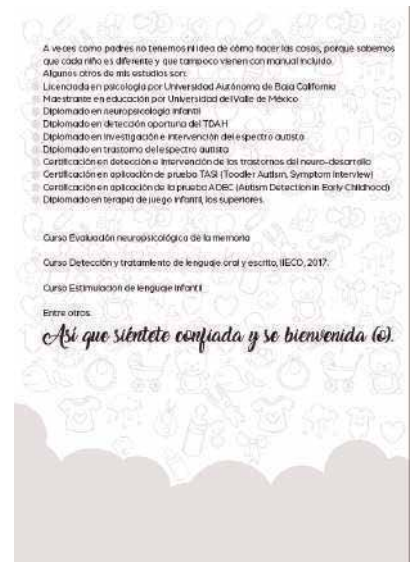 A veces como padres no tenemos ni idea de cómo hacer las cosas, porque sabemos
que cada niño es diferente y que tampoco vienen con manual incluido.
Algunos otros de mis estudios son:
Licenciada en psicología por Universidad Autónoma de Baja California
Maestrante en educación por Universidad del Valle de México
Diplomado en neuropsicología infantil
Diplomado en detección oportuna del TDAH
Diplomado en investigación e intervención del espectro autista
Diplomado en trastorno del espectro autista
Certificación en detección e intervención de los trastornos del neuro-desarrollo
Certificación en aplicación de prueba TASI (Toodler Autism, Symptom Interview)
Certificación en aplicación de la prueba ADEC (Autism Detection in Early Childhood)
Diplomado en terapia de juego infantil, los superiores.
Curso Evaluación neuropsicológica de la memoria
Curso Detección y tratamiento de lenguaje oral y escrito, IIECO, 2017.
Curso Estimulación de lenguaje infantil
Entre otros.
Así que siéntete confiada y se bienvenida (o).